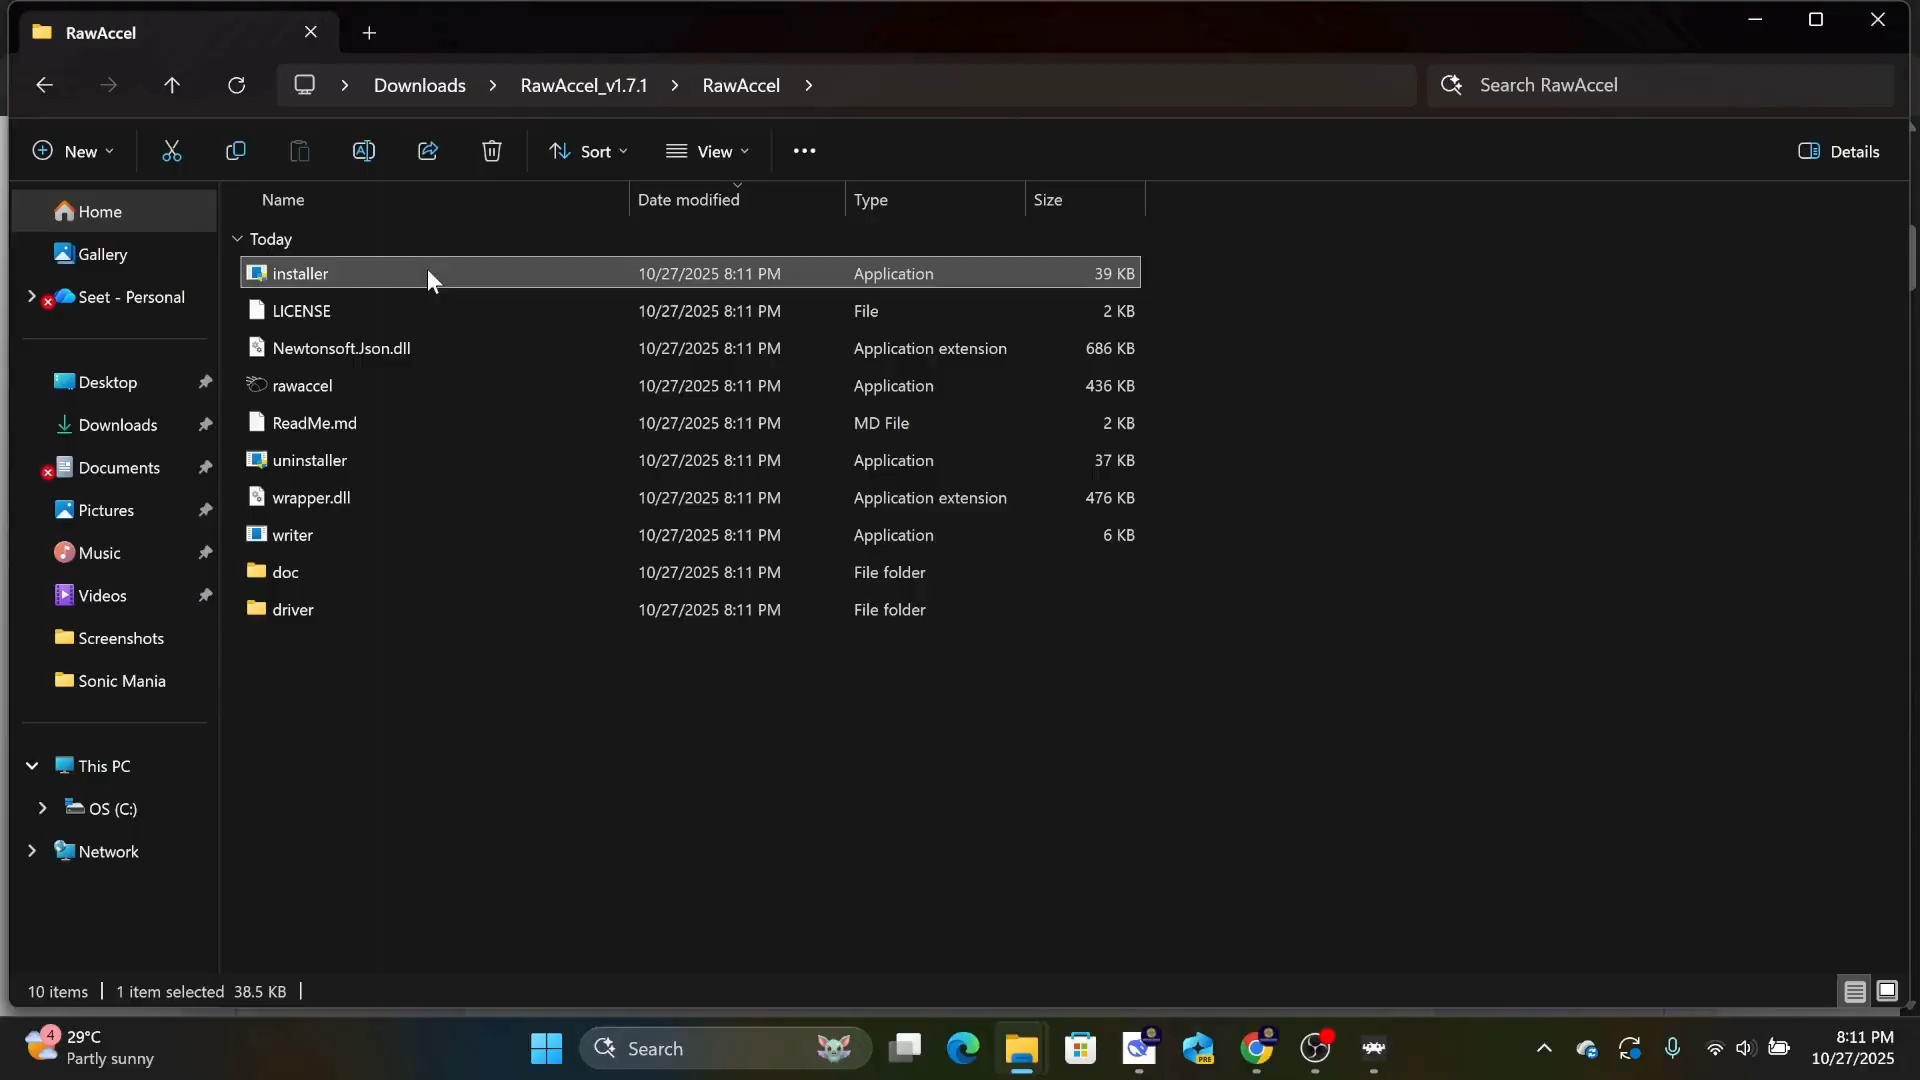 RawAccel
Downloads RawAccel_v1.7.1 RawAccel
Search RawAccel
New Sort View Details
Name Date modified Type Size
Today
installer 10/27/2025 8:11 PM Application 39 KB
LICENSE 10/27/2025 8:11 PM File 2 KB
Newtonsoft.Json.dll 10/27/2025 8:11 PM Application extension 686 KB
rawaccel 10/27/2025 8:11 PM Application 436 KB
ReadMe.md 10/27/2025 8:11 PM MD File 2 KB
uninstaller 10/27/2025 8:11 PM Application 37 KB
wrapper.dll 10/27/2025 8:11 PM Application extension 476 KB
writer 10/27/2025 8:11 PM Application 6 KB
doc 10/27/2025 8:11 PM File folder
driver 10/27/2025 8:11 PM File folder
Home
Gallery
Seet - Personal
Desktop
Downloads
Documents
Pictures
Music
Videos
Screenshots
Sonic Mania
This PC
OS (C:)
Network
10 items 1 item selected 38.5 KB
4
29°C
Partly sunny
Search
PRE
8:11 PM
10/27/2025